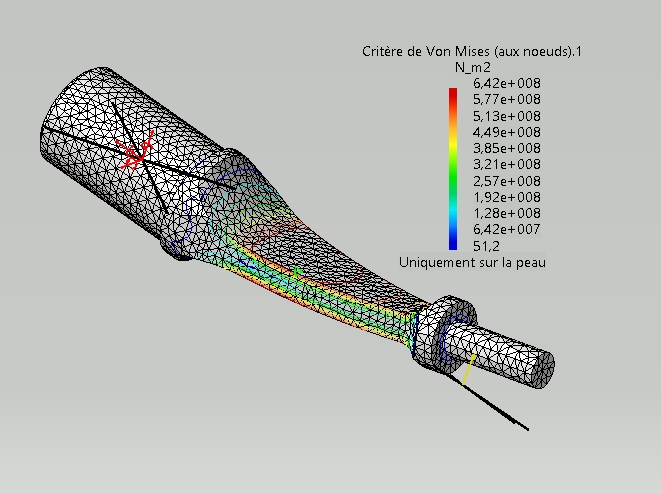 Critère de Von Mises (aux noeuds).1
N_m2
6,42e+008
5,77e+008
5,13e+008
4,49e+008
3,85e+008
3,21e+008
2,57e+008
1,92e+008
1,28e+008
6,42e+007
51,2
Uniquement sur la peau